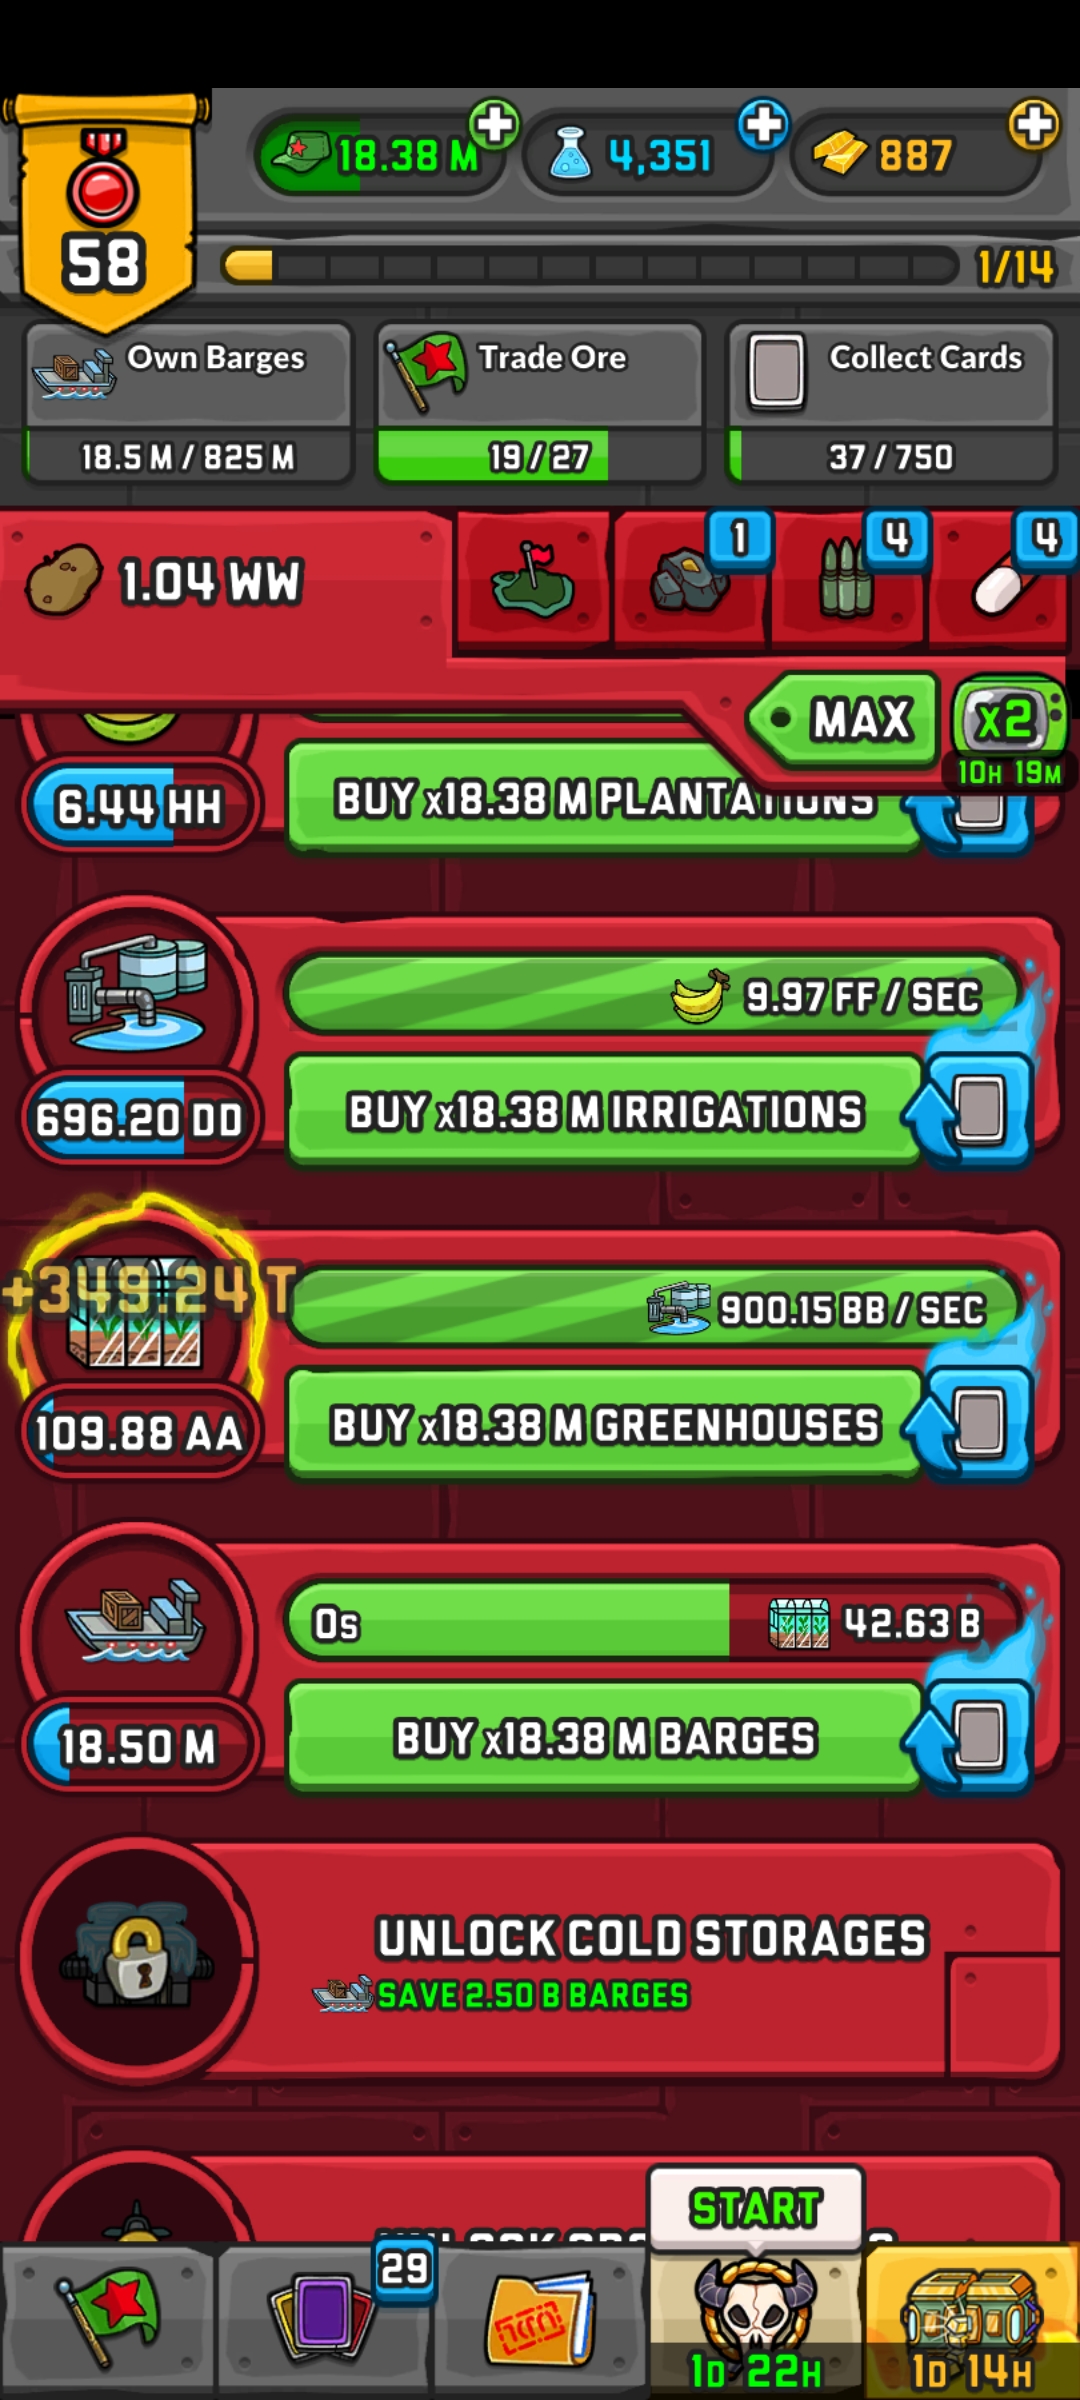 18.38 M
4,351
887
58
1/14
Own Barges
18.5 M / 825 M
Trade Ore
19 / 27
Collect Cards
37 / 750
1.04 WW
1
4
4
MAX
x2
10H 19M
6.44 HH
BUY x18.38 M PLANTATIONS
9.97 FF / SEC
696.20 DD
BUY x18.38 M IRRIGATIONS
+349.24 T
900.15 BB / SEC
109.88 AA
BUY x18.38 M GREENHOUSES
0s
42.63 B
18.50 M
BUY x18.38 M BARGES
UNLOCK COLD STORAGES
SAVE 2.50 B BARGES
START
29
1D 22H
1D 14H